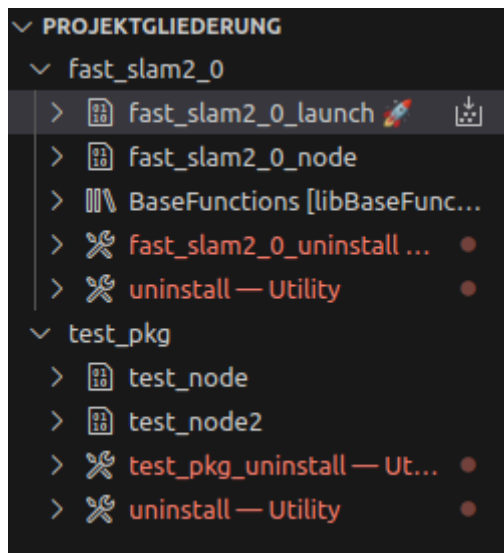 PROJEKTGLIEDERUNG
fast_slam2_0
fast_slam2_0_launch 🚀
fast_slam2_0_node
BaseFunctions [libBaseFunc...
fast_slam2_0_uninstall ...
uninstall — Utility
test_pkg
test_node
test_node2
test_pkg_uninstall — Ut...
uninstall — Utility